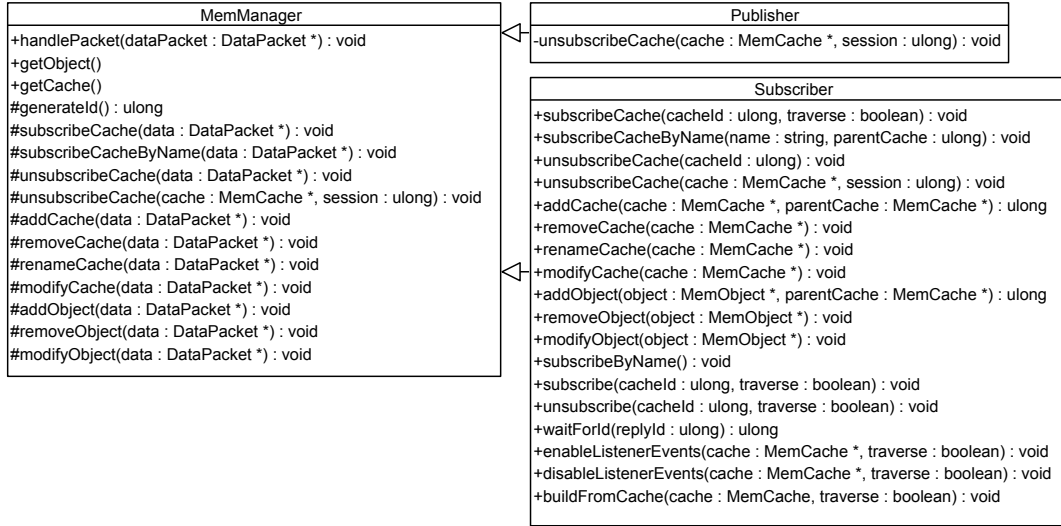 MemManager
+handlePacket(dataPacket : DataPacket *) : void
+getObject()
+getCache()
#generateId() : ulong
#subscribeCache(data : DataPacket *) : void
#subscribeCacheByName(data : DataPacket *) : void
#unsubscribeCache(data : DataPacket *) : void
#unsubscribeCache(cache : MemCache *, session : ulong) : void
#addCache(data : DataPacket *) : void
#removeCache(data : DataPacket *) : void
#renameCache(data : DataPacket *) : void
#modifyCache(data : DataPacket *) : void
#addObject(data : DataPacket *) : void
#removeObject(data : DataPacket *) : void
#modifyObject(data : DataPacket *) : void
Publisher
-unsubscribeCache(cache : MemCache *, session : ulong) : void
Subscriber
+subscribeCache(cacheId : ulong, traverse : boolean) : void
+subscribeCacheByName(name : string, parentCache : ulong) : void
+unsubscribeCache(cacheId : ulong) : void
+unsubscribeCache(cache : MemCache *, session : ulong) : void
+addCache(cache : MemCache *, parentCache : MemCache *) : ulong
+removeCache(cache : MemCache *) : void
+renameCache(cache : MemCache *) : void
+modifyCache(cache : MemCache *) : void
+addObject(object : MemObject *, parentCache : MemCache *) : ulong
+removeObject(object : MemObject *) : void
+modifyObject(object : MemObject *) : void
+subscribeByName() : void
+subscribe(cacheId : ulong, traverse : boolean) : void
+unsubscribe(cacheId : ulong, traverse : boolean) : void
+waitForId(replyId : ulong) : ulong
+enableListenerEvents(cache : MemCache *, traverse : boolean) : void
+disableListenerEvents(cache : MemCache *, traverse : boolean) : void
+buildFromCache(cache : MemCache, traverse : boolean) : void